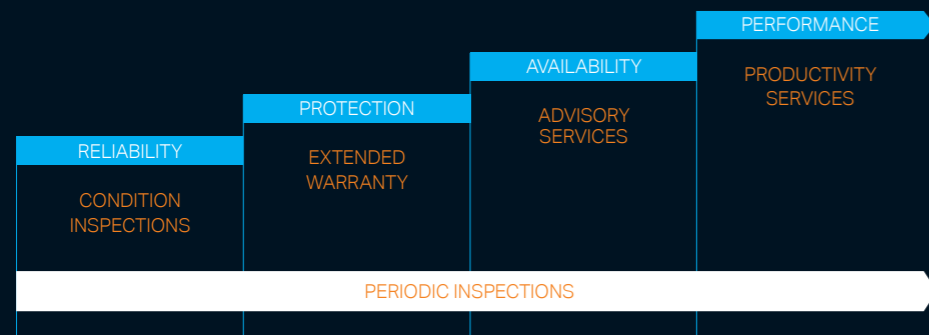 RELIABILITY
CONDITION
INSPECTIONS
PROTECTION
EXTENDED
WARRANTY
AVAILABILITY
ADVISORY
SERVICES
PERFORMANCE
PRODUCTIVITY
SERVICES
PERIODIC INSPECTIONS